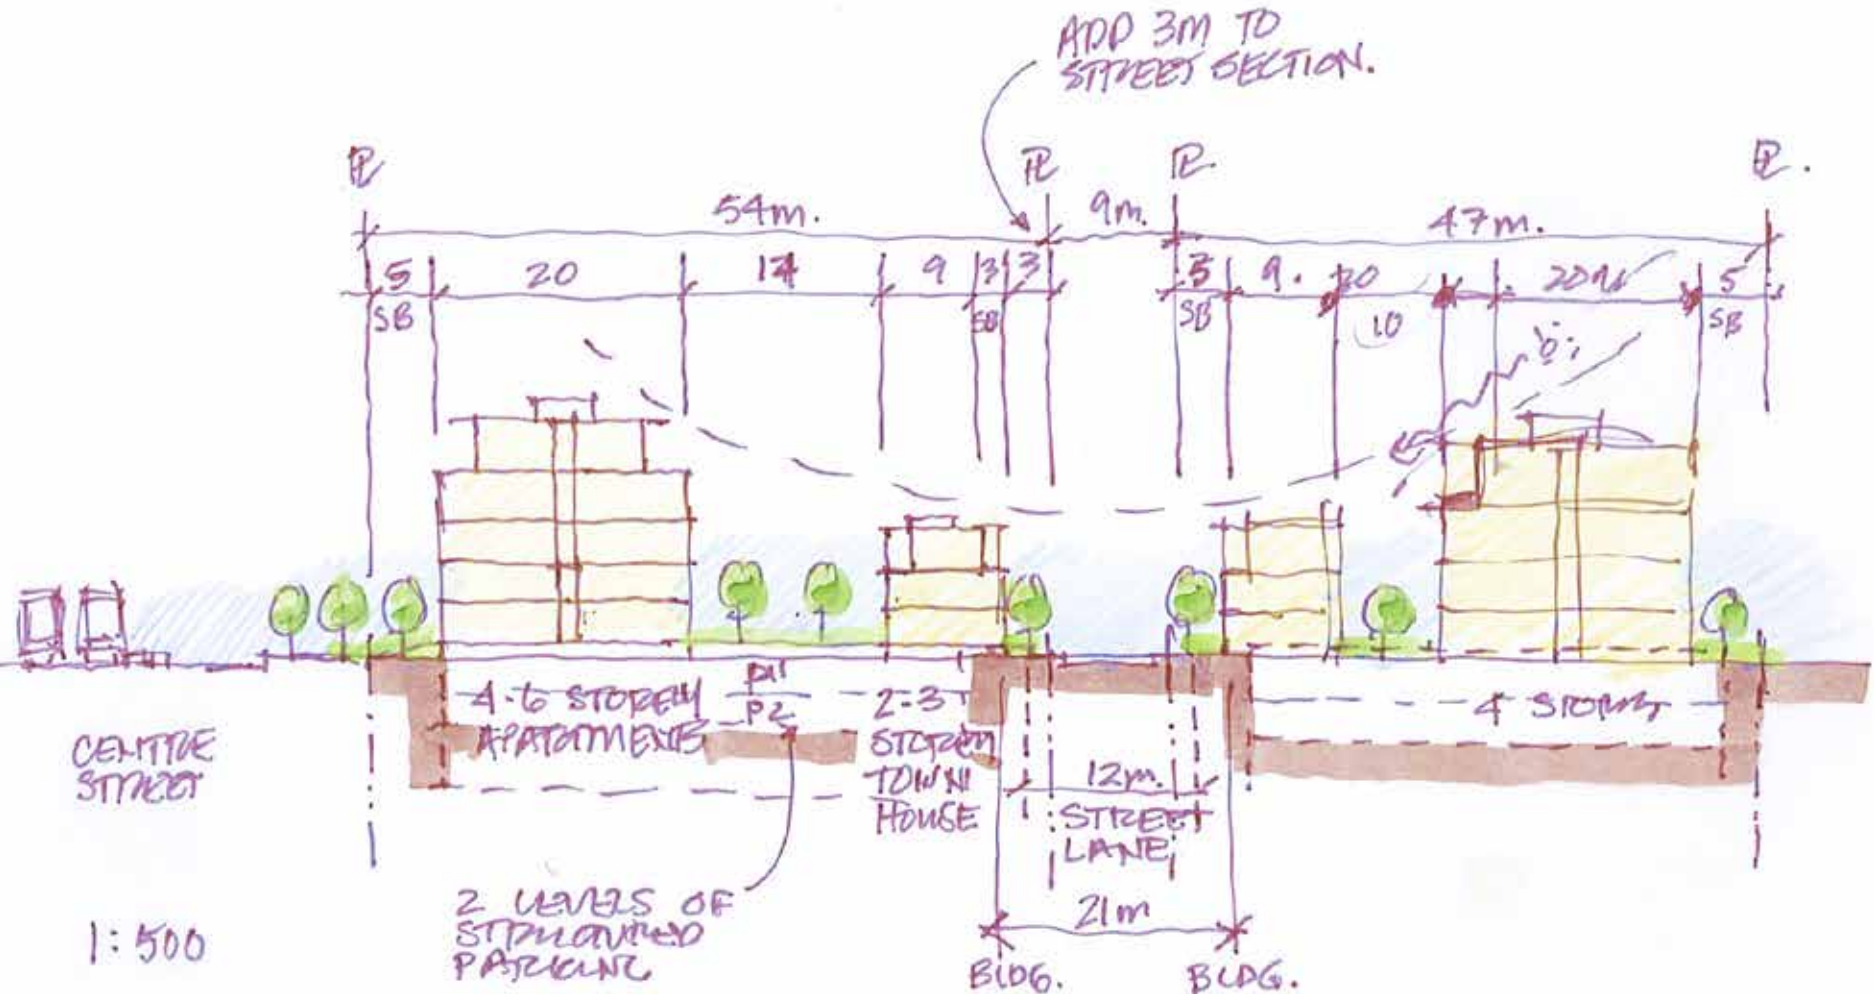 ADD 3M TO
STREET SECTION.
PL PL PL. PL.
54m. 9m. 47m.
5 20 14 9 3 3 5 9. 20 5
SB SB SB 10 SB
4-6 STOREY
APARTMENTS
P1
P2
2-3
STOREY
TOWN
HOUSE
4 STOREY
CENTRE
STREET
12m.
STREET
LANE
2 LEVELS OF
STRUCTURED
PARKING
21m
1:500
BLDG. BLDG.